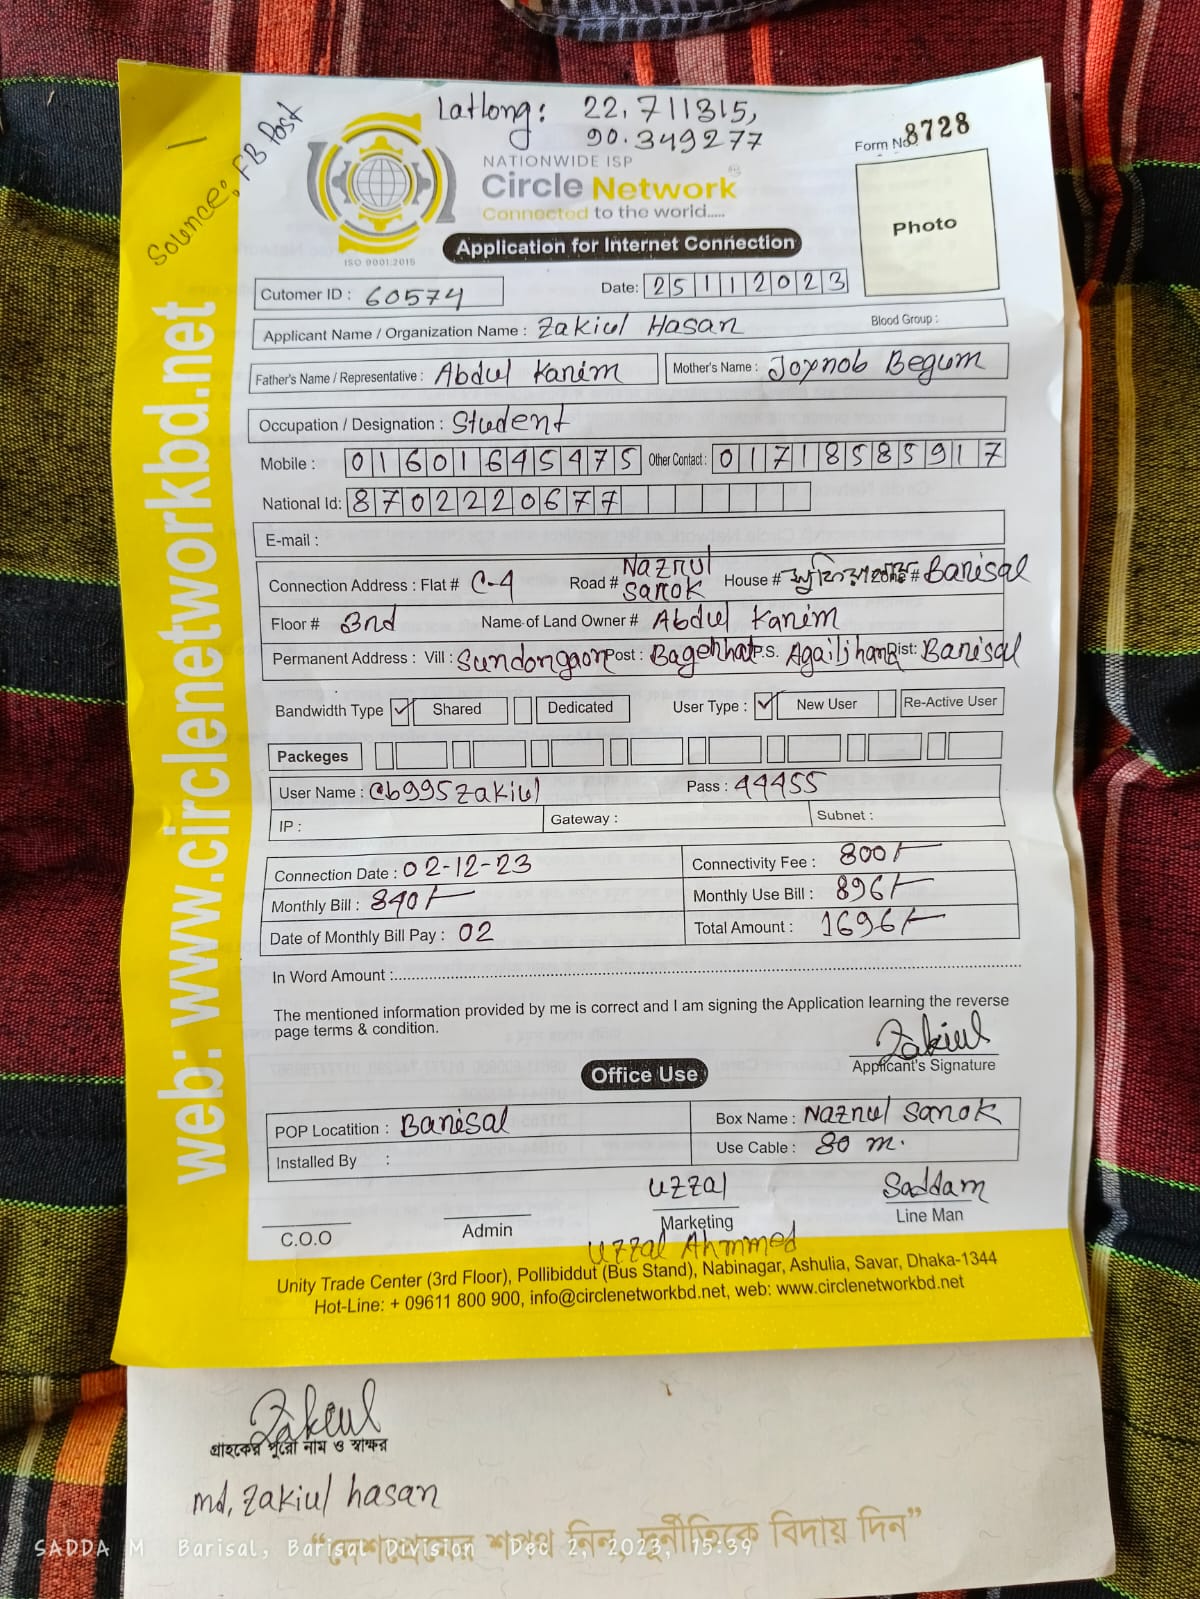 Latlong: 22.711315,
90.349277
Source: FB Post
Form No. 8728
NATIONWIDE ISP
Circle Network
Connected to the world.....
ISO 9001:2015
Application for Internet Connection
Photo
Cutomer ID : 60574
Date: 25112023
Applicant Name / Organization Name : Zakiul Hasan
Blood Group :
Father's Name / Representative : Abdul Karim Mother's Name : Joynob Begum
Occupation / Designation : Student
Mobile : 01601645475 Other Contact : 01718585917
National Id: 8702220677
E-mail :
Connection Address : Flat # C-4 Road # Nazrul Sarok House # Barisal
Floor # 3rd Name of Land Owner # Abdul Karim
Permanent Address : Vill : Sundorgaon Post : Bagehhat P.S. Agailjhara Dist: Barisal
Bandwidth Type Shared Dedicated User Type : New User Re-Active User
Packeges
User Name : Cb995zakiul Pass : 44455
IP : Gateway : Subnet :
Connection Date : 02-12-23 Connectivity Fee : 800/-
Monthly Bill : 840/- Monthly Use Bill : 896/-
Date of Monthly Bill Pay : 02 Total Amount : 1696/-
In Word Amount :
The mentioned information provided by me is correct and I am signing the Application learning the reverse
page terms & condition.
Zakiul
Applicant's Signature
Office Use
POP Locatition : Barisal Box Name : Nazrul Sarok
Installed By : Use Cable : 80 m.
Uzzal Saddam
C.O.O Admin Marketing Line Man
Uzzal Ahmmed
Unity Trade Center (3rd Floor), Pollibiddut (Bus Stand), Nabinagar, Ashulia, Savar, Dhaka-1344
Hot-Line: + 09611 800 900, info@circlenetworkbd.net, web: www.circlenetworkbd.net
web: www.circlenetworkbd.net
Zakiul
গ্রাহকের পুরো নাম ও স্বাক্ষর
md, zakiul hasan
“দেশপ্রেমের শপথ নিন, দুর্নীতিকে বিদায় দিন”
SADDA M Barisal, Barisal Division Dec 2, 2023, 15:39